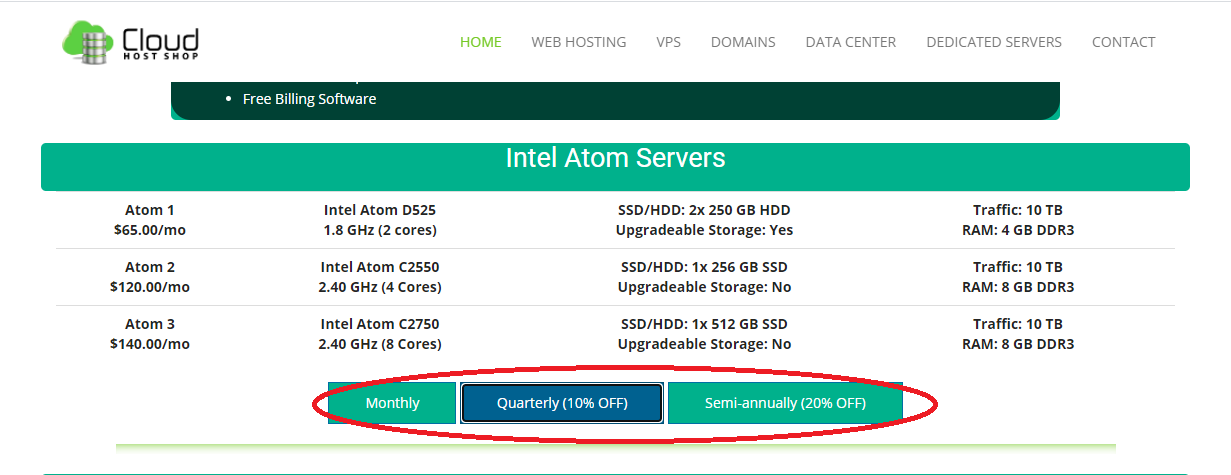 Cloud
HOST SHOP
HOME WEB HOSTING VPS DOMAINS DATA CENTER DEDICATED SERVERS CONTACT
• Free Billing Software
Intel Atom Servers
Atom 1 Intel Atom D525 SSD/HDD: 2x 250 GB HDD Traffic: 10 TB
$65.00/mo 1.8 GHz (2 cores) Upgradeable Storage: Yes RAM: 4 GB DDR3
Atom 2 Intel Atom C2550 SSD/HDD: 1x 256 GB SSD Traffic: 10 TB
$120.00/mo 2.40 GHz (4 Cores) Upgradeable Storage: No RAM: 8 GB DDR3
Atom 3 Intel Atom C2750 SSD/HDD: 1x 512 GB SSD Traffic: 10 TB
$140.00/mo 2.40 GHz (8 Cores) Upgradeable Storage: No RAM: 8 GB DDR3
Monthly Quarterly (10% OFF) Semi-annually (20% OFF)